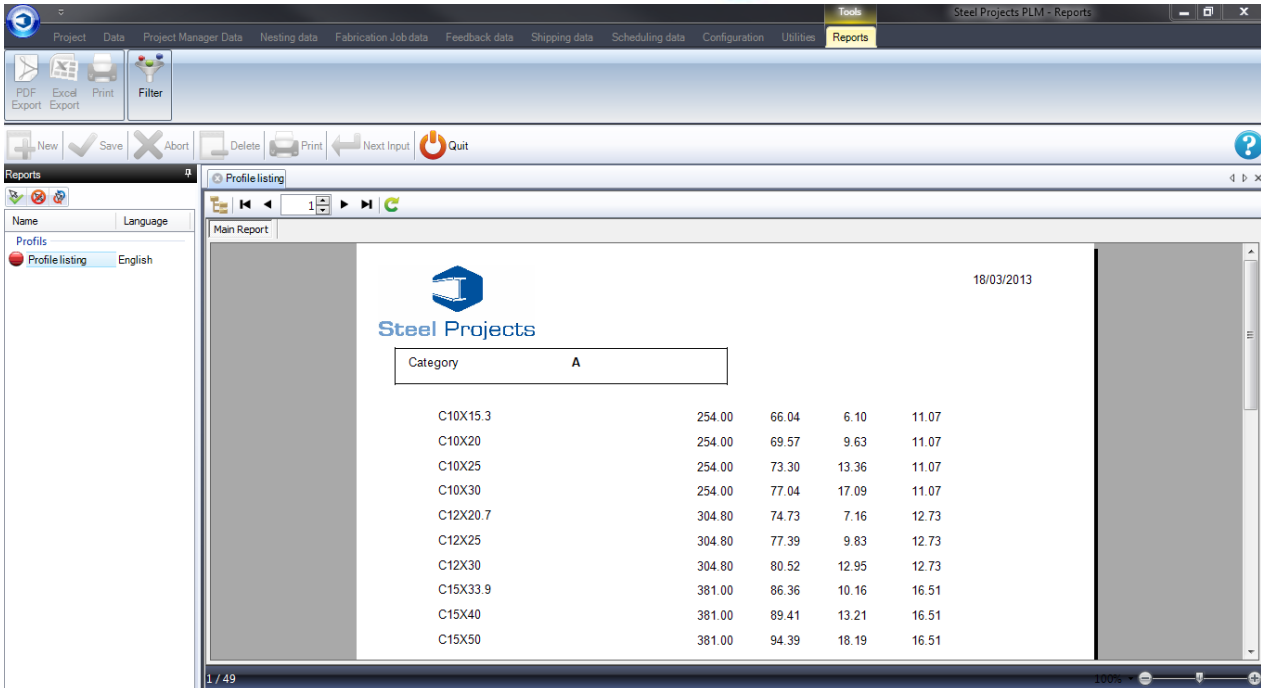 Tools
Steel Projects PLM - Reports
Project Data Project Manager Data Nesting data Fabrication Job data Feedback data Shipping data Scheduling data Configuration Utilities Reports
PDF Export
Excel Export
Print
Filter
New Save Abort Delete Print Next Input Quit
Reports
Profile listing
1
Name Language
Main Report
Profils
Profile listing English
18/03/2013
Steel Projects
Category A
C10X15.3 254.00 66.04 6.10 11.07
C10X20 254.00 69.57 9.63 11.07
C10X25 254.00 73.30 13.36 11.07
C10X30 254.00 77.04 17.09 11.07
C12X20.7 304.80 74.73 7.16 12.73
C12X25 304.80 77.39 9.83 12.73
C12X30 304.80 80.52 12.95 12.73
C15X33.9 381.00 86.36 10.16 16.51
C15X40 381.00 89.41 13.21 16.51
C15X50 381.00 94.39 18.19 16.51
1 / 49
100%